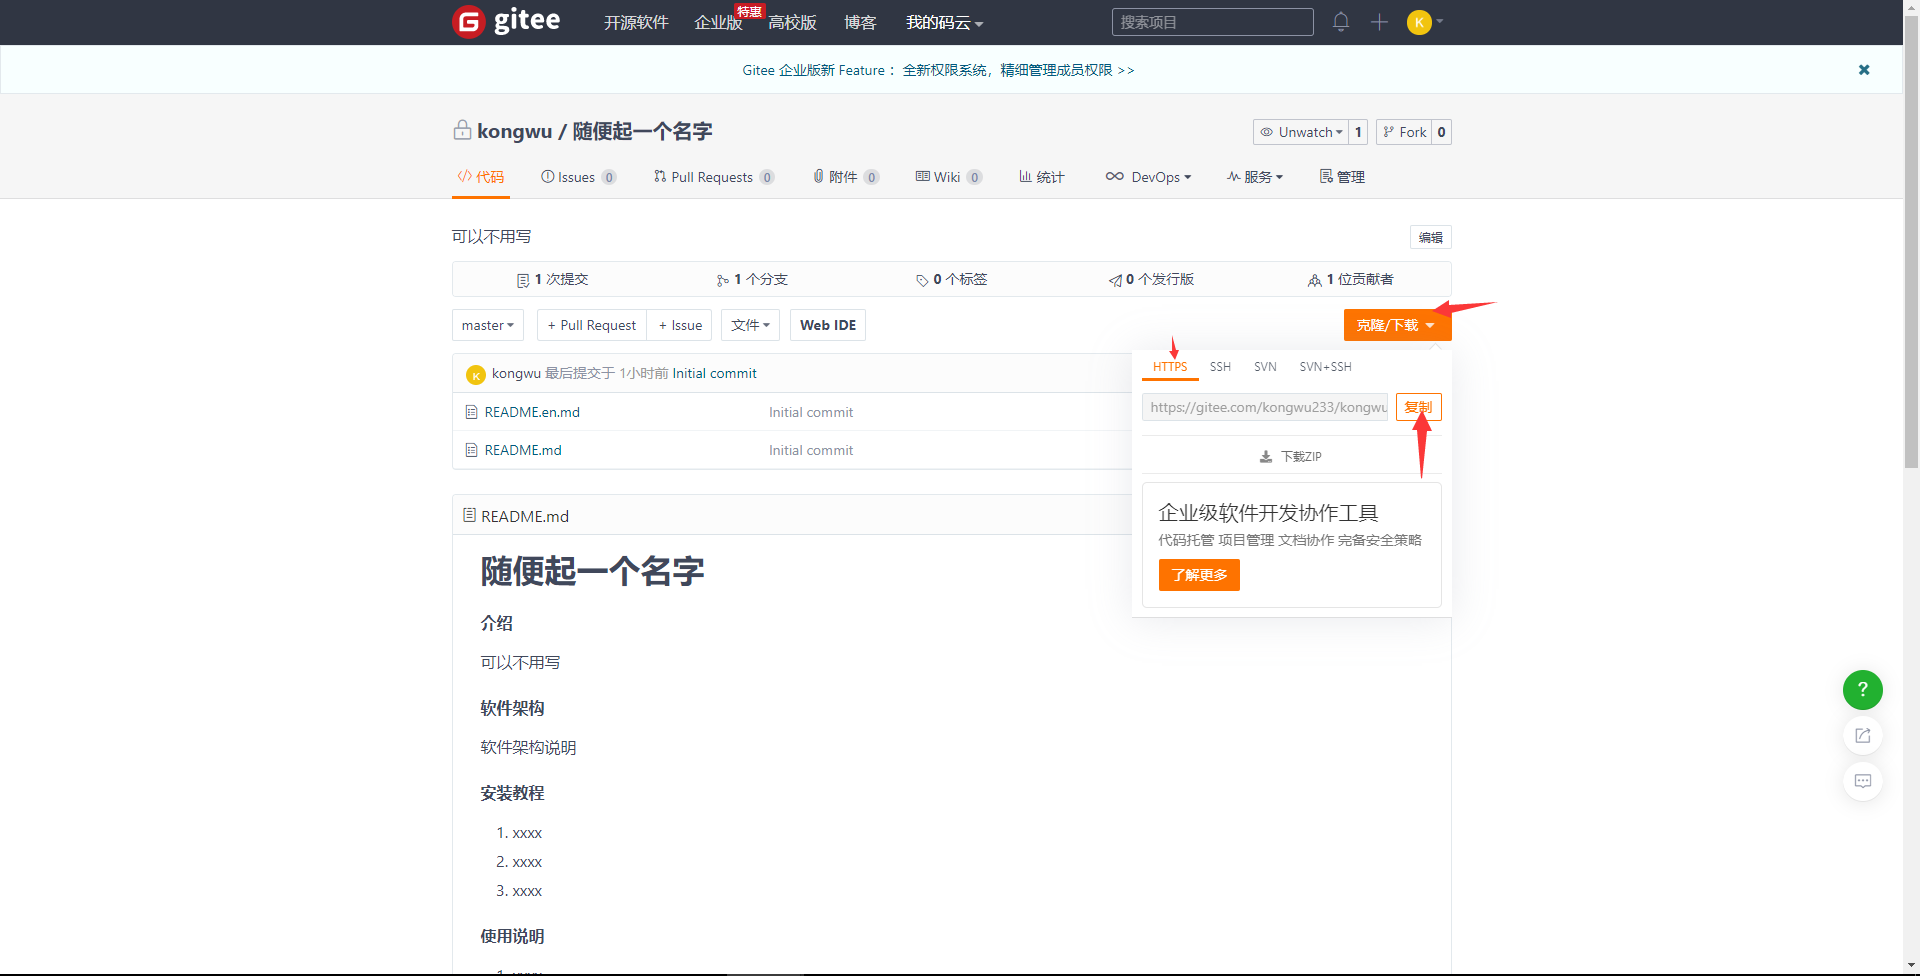 gitee
开源软件
企业版
特惠
高校版
博客
我的码云
搜索项目
K
Gitee 企业版新 Feature ：全新权限系统，精细管理成员权限 >>
kongwu / 随便起一个名字
Unwatch 1
Fork 0
代码
Issues 0
Pull Requests 0
附件 0
Wiki 0
统计
DevOps
服务
管理
可以不用写
编辑
1 次提交
1 个分支
0 个标签
0 个发行版
1 位贡献者
master
+ Pull Request
+ Issue
文件
Web IDE
克隆/下载
HTTPS
SSH
SVN
SVN+SSH
https://gitee.com/kongwu233/kongwu
复制
下载ZIP
企业级软件开发协作工具
代码托管 项目管理 文档协作 完备安全策略
了解更多
K kongwu 最后提交于 1小时前 Initial commit
README.en.md Initial commit
README.md Initial commit
README.md
随便起一个名字
介绍
可以不用写
软件架构
软件架构说明
安装教程
1. xxxx
2. xxxx
3. xxxx
使用说明
1. xxxx
?